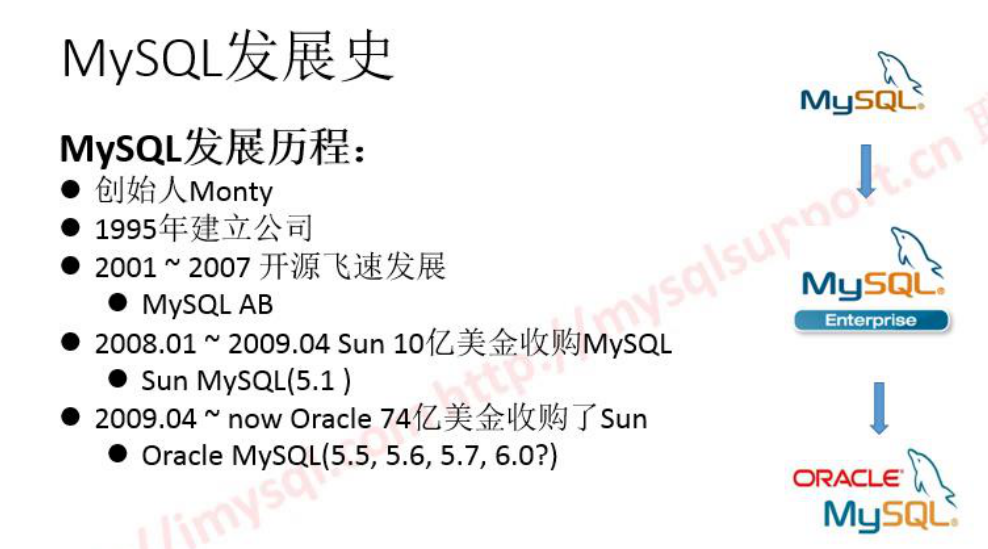 MySQL发展史
MySQL发展历程：
● 创始人Monty
● 1995年建立公司
● 2001 ~ 2007 开源飞速发展
● MySQL AB
● 2008.01 ~ 2009.04 Sun 10亿美金收购MySQL
● Sun MySQL(5.1 )
● 2009.04 ~ now Oracle 74亿美金收购了Sun
● Oracle MySQL(5.5, 5.6, 5.7, 6.0?)
MySQL®
MySQL®
Enterprise
ORACLE®
MySQL®
//imysql.com http://mysqlsupport.cn